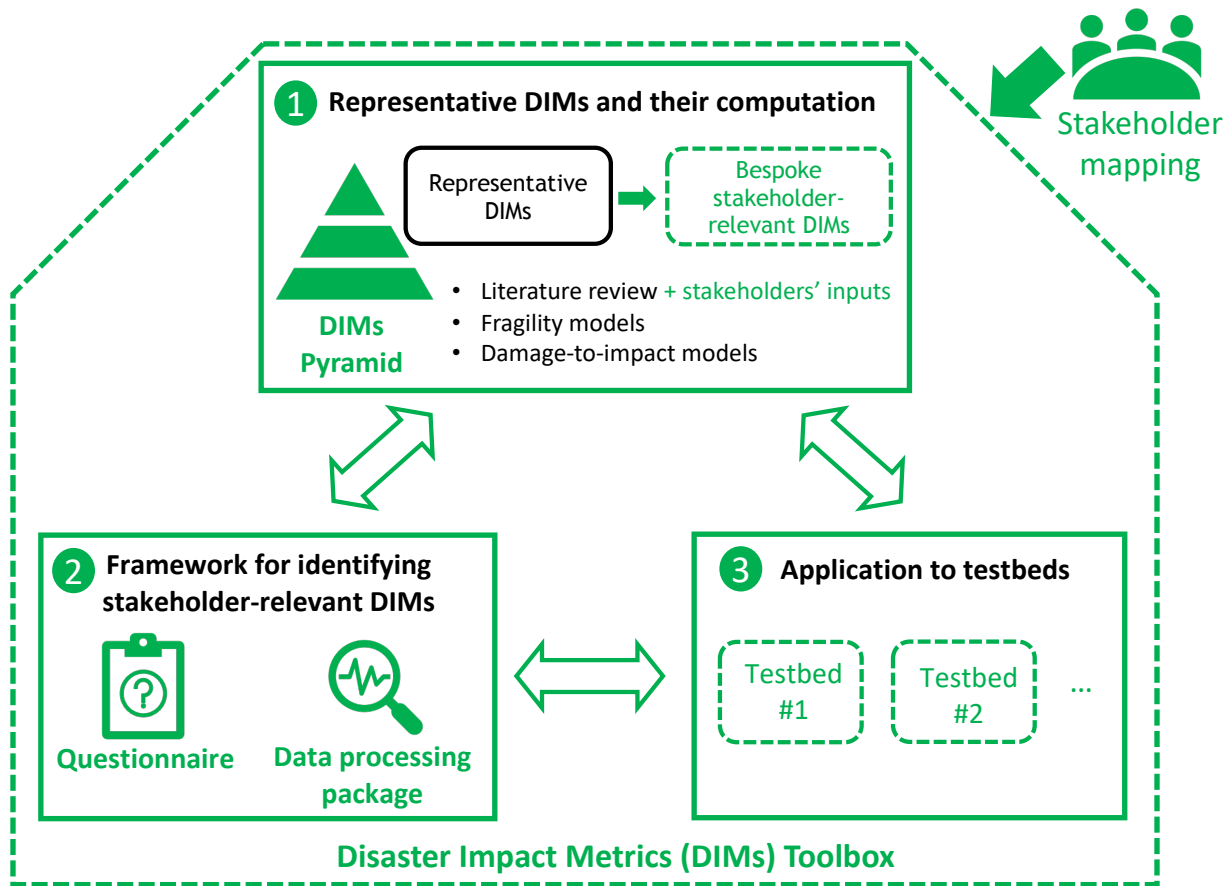 Stakeholder
mapping
1 Representative DIMs and their computation
Representative
DIMs
Bespoke
stakeholder-
relevant DIMs
DIMs
Pyramid
• Literature review + stakeholders’ inputs
• Fragility models
• Damage-to-impact models
2 Framework for identifying
stakeholder-relevant DIMs
?
Questionnaire
Data processing
package
3 Application to testbeds
Testbed
#1
Testbed
#2
...
Disaster Impact Metrics (DIMs) Toolbox